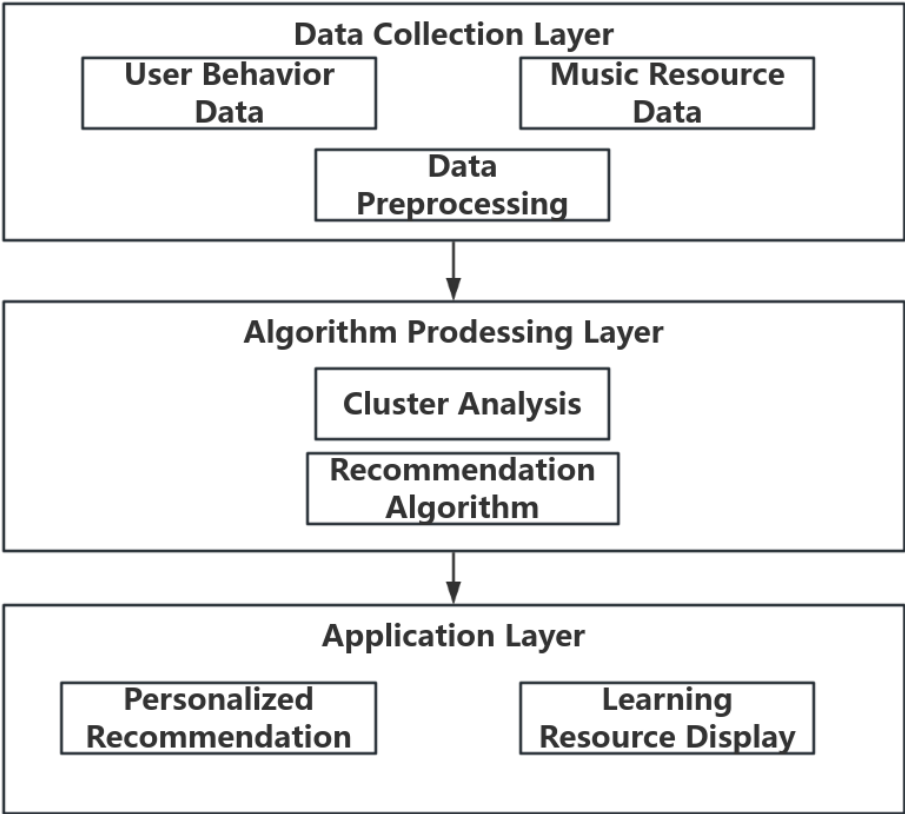 Data Collection Layer
User Behavior
Data
Music Resource
Data
Data
Preprocessing
Algorithm Prodessing Layer
Cluster Analysis
Recommendation
Algorithm
Application Layer
Personalized
Recommendation
Learning
Resource Display